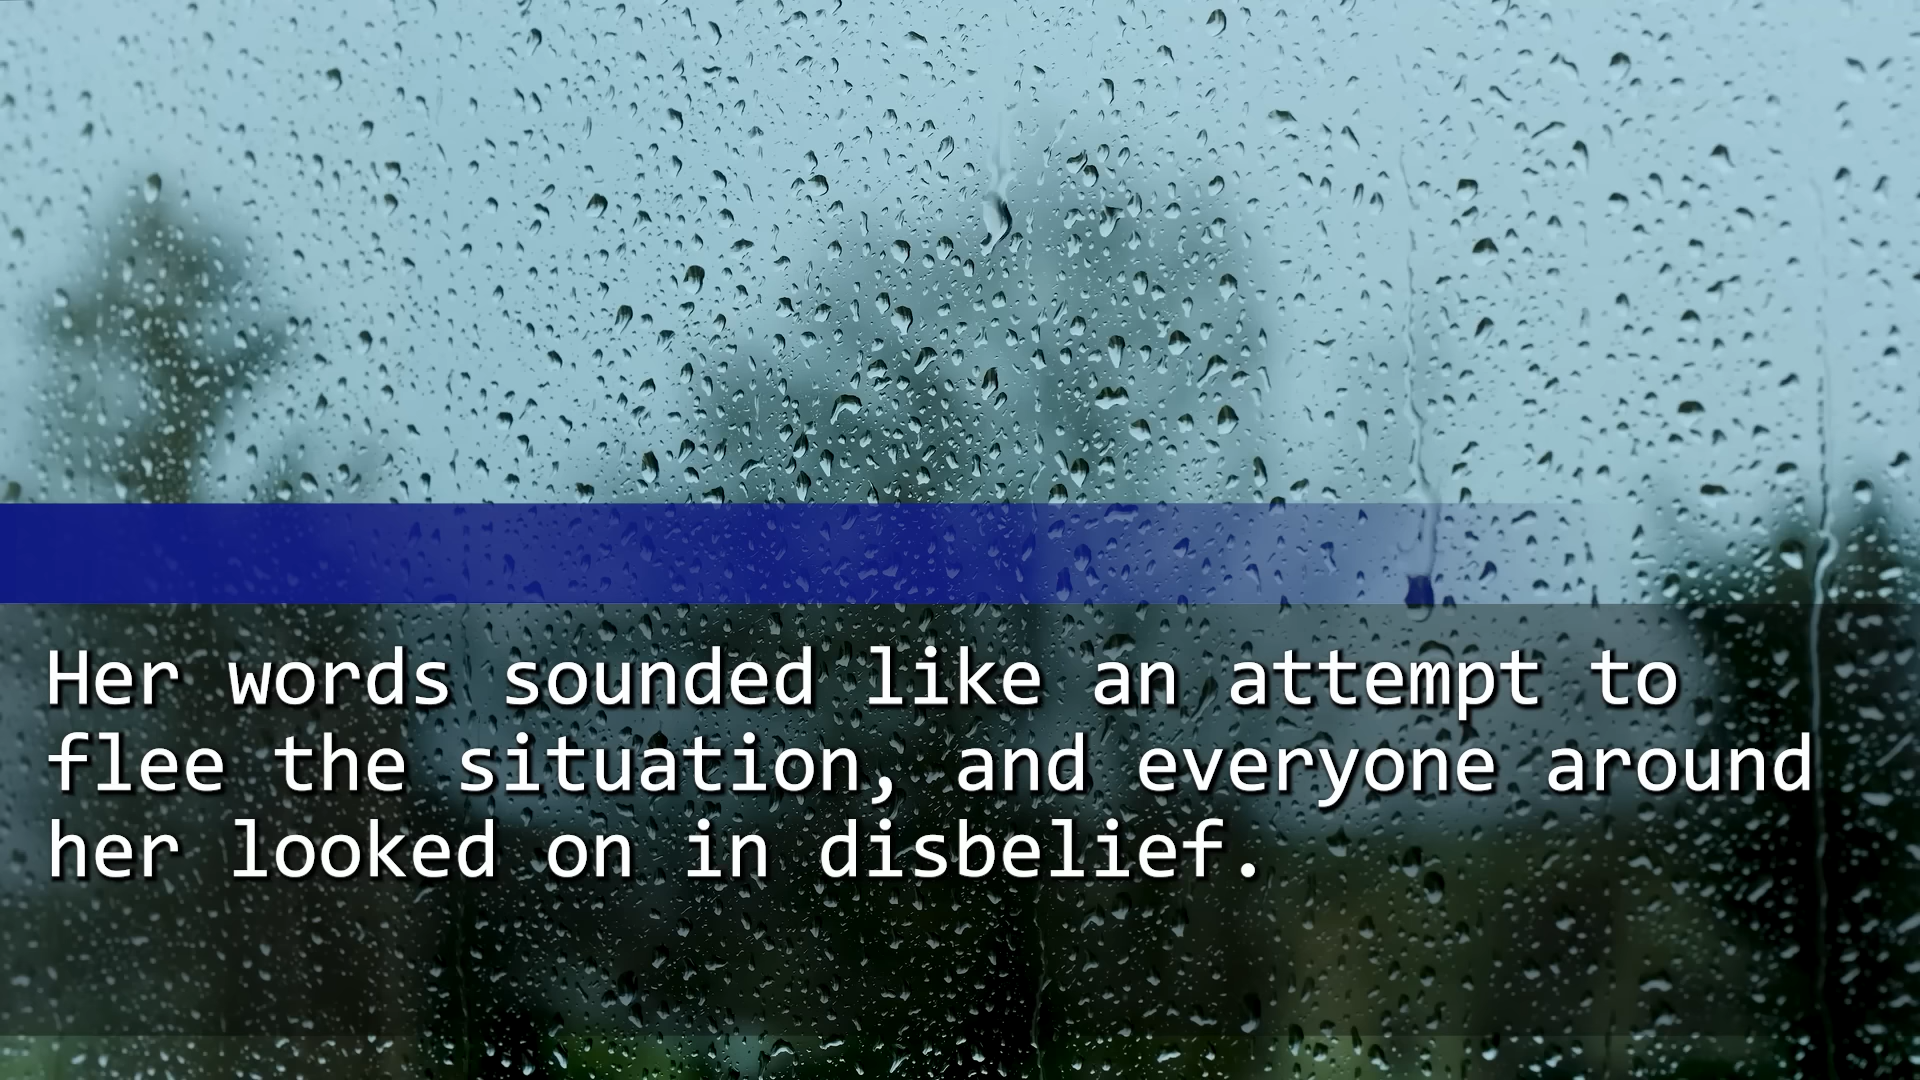 Her words sounded like an attempt to
flee the situation, and everyone around
her looked on in disbelief.